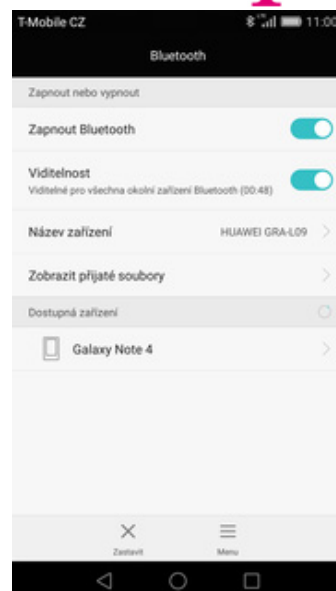 T-Mobile CZ 11:00
Bluetooth
Zapnout nebo vypnout
Zapnout Bluetooth
Viditelnost
Viditelné pro všechna okolní zařízení Bluetooth (00:48)
Název zařízení HUAWEI GRA-L09
Zobrazit přijaté soubory
Dostupná zařízení
Galaxy Note 4
Zastavit Menu